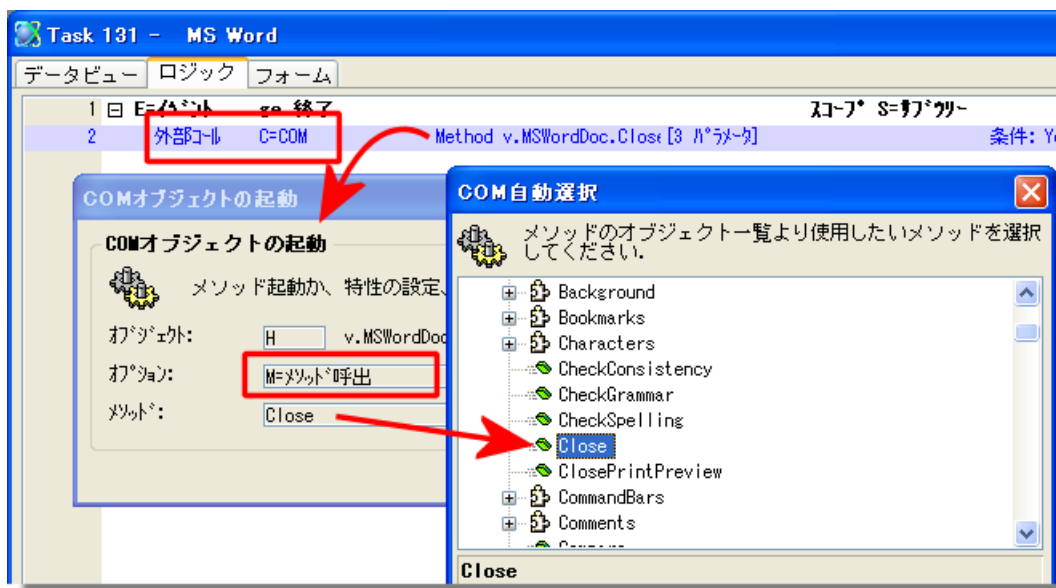 Task 131 - MS Word
データビュー ロジック フォーム
1 E=イベント ge 終了 スコープ S=サブツリー
2 外部コール C=COM Method v.MSWordDoc.Close [3 パラメータ] 条件:
COMオブジェクトの起動
COMオブジェクトの起動
メソッド起動か、特性の設定、
オブジェクト: H v.MSWordDoc
オプション: M=メソッド呼出
メソッド: Close
COM自動選択
メソッドのオブジェクト一覧より使用したいメソッドを選択
してください.
Background
Bookmarks
Characters
CheckConsistency
CheckGrammar
CheckSpelling
Close
ClosePrintPreview
CommandBars
Comments
Close